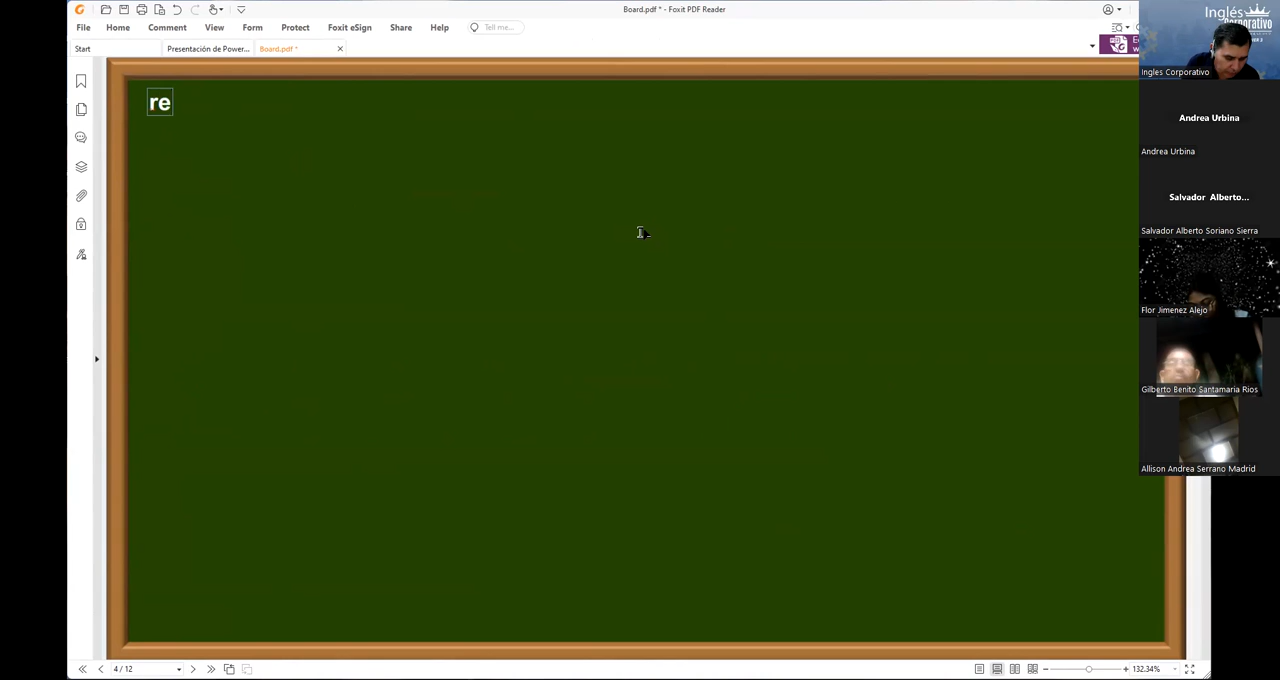 Board.pdf * - Foxit PDF Reader
File Home Comment View Form Protect Foxit eSign Share Help Tell me...
Start Presentación de Power... Board.pdf *
re
4 / 12
132.34%
Inglés
Corporativo
Ingles Corporativo
Andrea Urbina
Andrea Urbina
Salvador Alberto...
Salvador Alberto Soriano Sierra
Flor Jimenez Alejo
Gilberto Benito Santamaria Rios
Allison Andrea Serrano Madrid